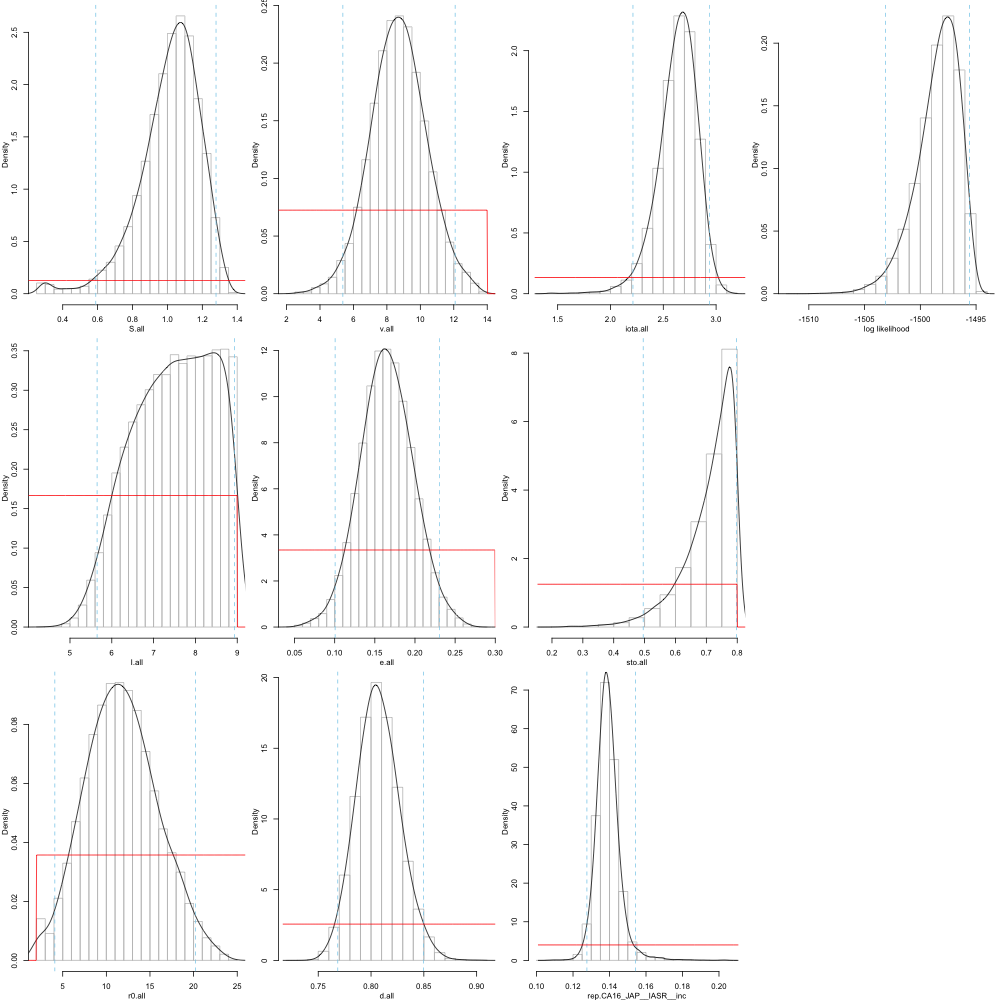 Density
0.0 0.5 1.0 1.5 2.0 2.5
0.4 0.6 0.8 1.0 1.2 1.4
S.all
Density
0.00 0.05 0.10 0.15 0.20 0.25
2 4 6 8 10 12 14
v.all
Density
0.0 0.5 1.0 1.5 2.0
1.5 2.0 2.5 3.0
iota.all
Density
0.00 0.05 0.10 0.15 0.20
-1510 -1505 -1500 -1495
log likelihood
Density
0.00 0.05 0.10 0.15 0.20 0.25 0.30 0.35
5 6 7 8 9
l.all
Density
0 2 4 6 8 10 12
0.05 0.10 0.15 0.20 0.25 0.30
e.all
Density
0 2 4 6 8
0.2 0.3 0.4 0.5 0.6 0.7 0.8
sto.all
Density
0.00 0.02 0.04 0.06 0.08
5 10 15 20 25
r0.all
Density
0 5 10 15 20
0.75 0.80 0.85 0.90
d.all
Density
0 10 20 30 40 50 60 70
0.10 0.12 0.14 0.16 0.18 0.20
rep.CA16_JAP__IASR__inc